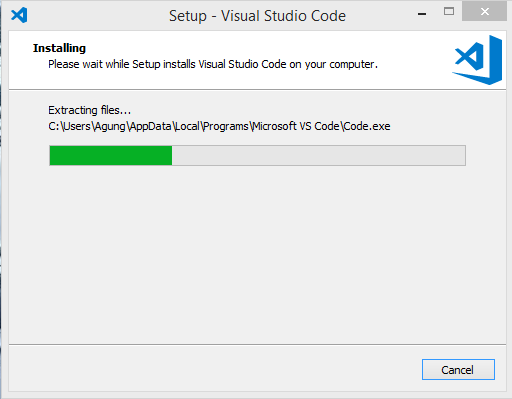 Setup - Visual Studio Code
Installing
Please wait while Setup installs Visual Studio Code on your computer.
Extracting files...
C:\Users\Agung\AppData\Local\Programs\Microsoft VS Code\Code.exe
Cancel